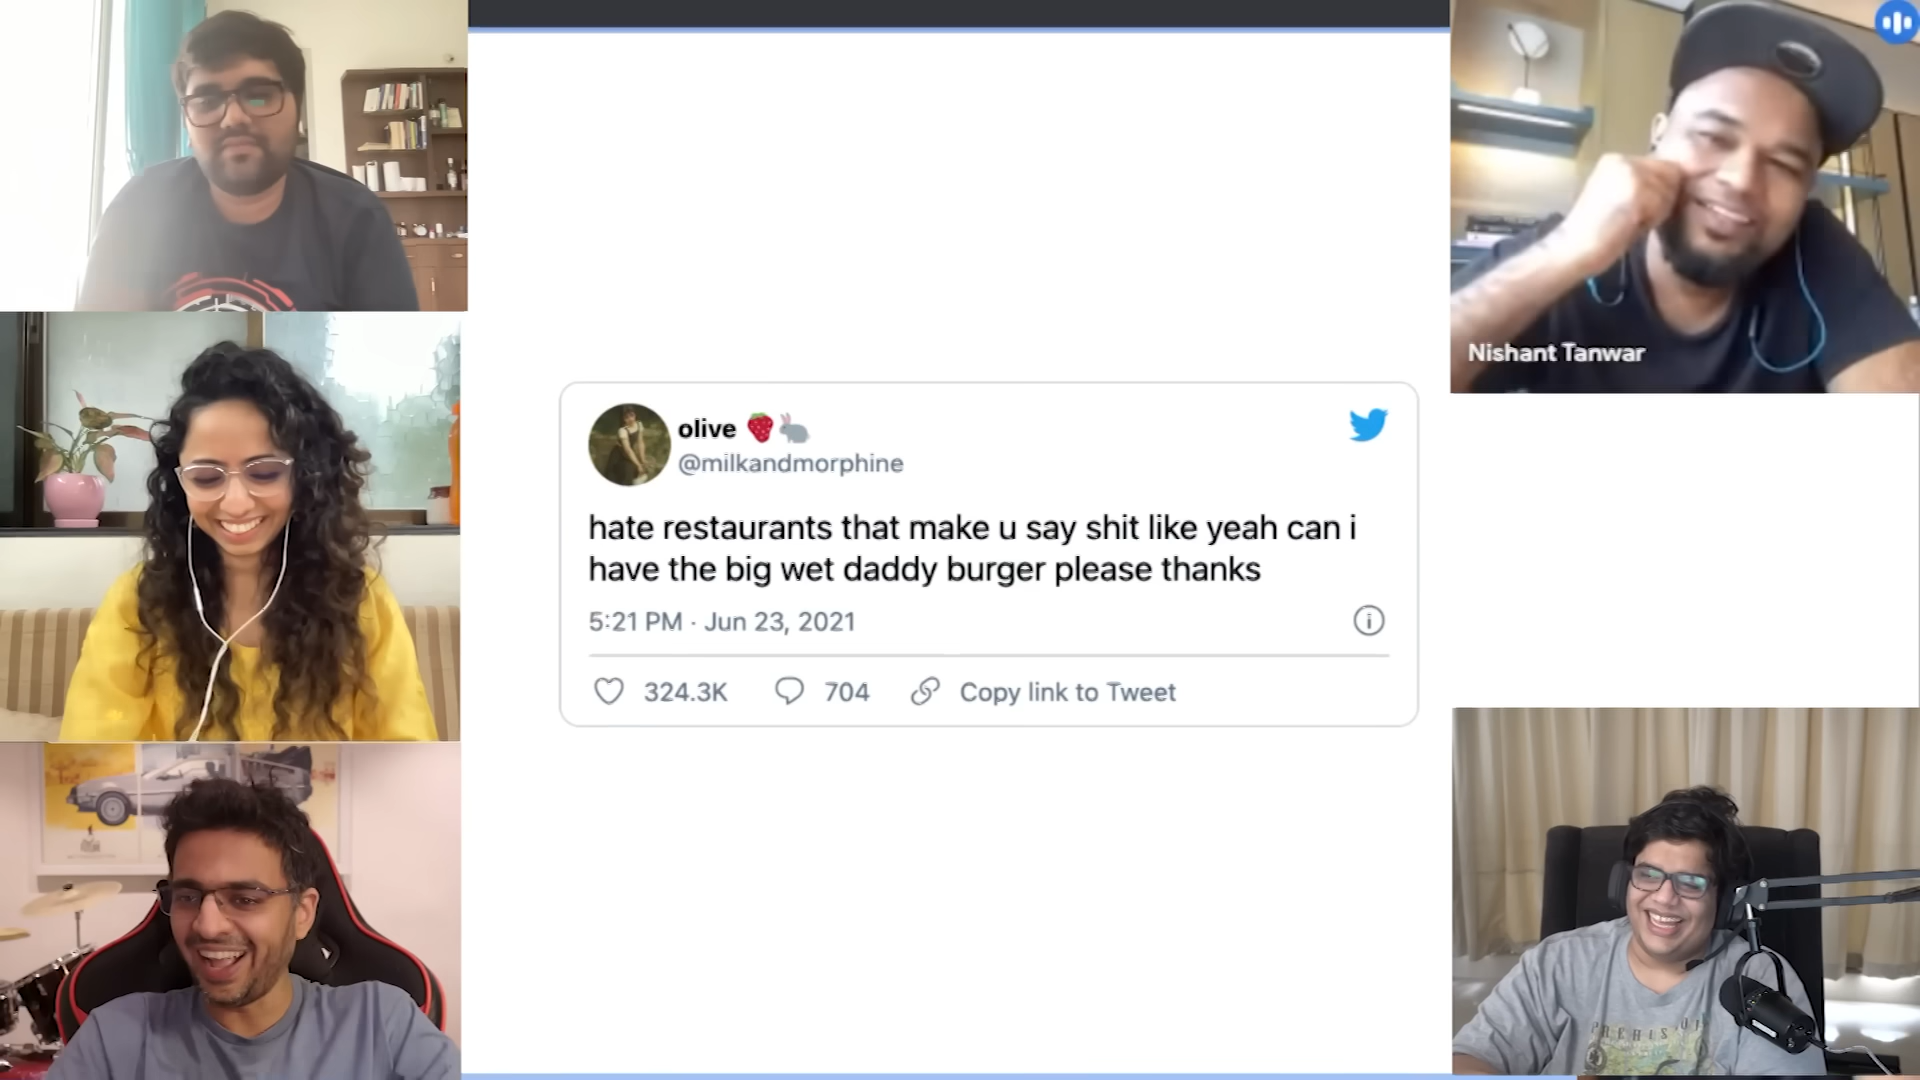 olive 🍓🐇
@milkandmorphine
hate restaurants that make u say shit like yeah can i
have the big wet daddy burger please thanks
5:21 PM · Jun 23, 2021
324.3K
704
Copy link to Tweet
Nishant Tanwar